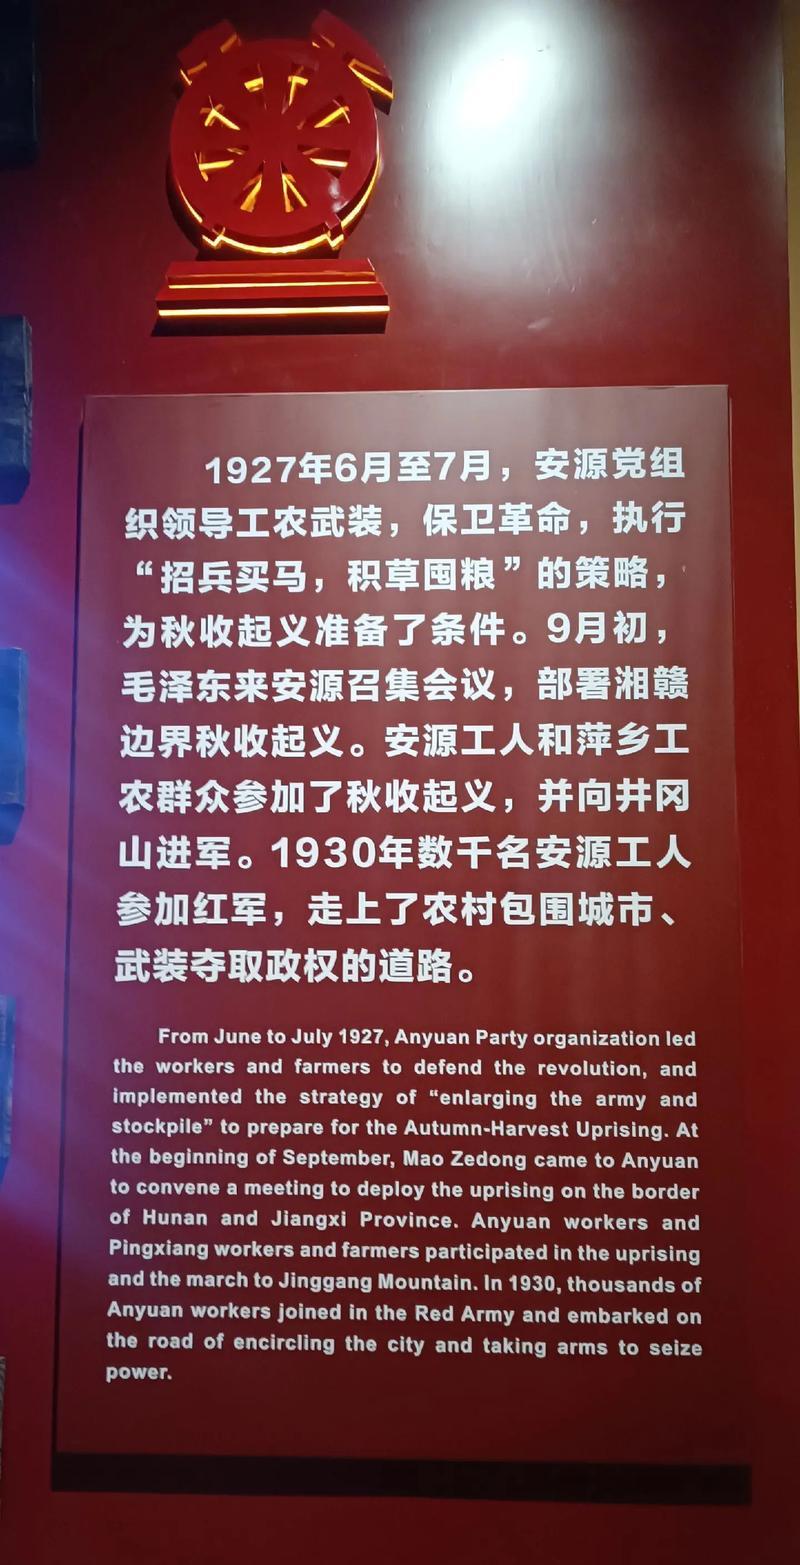 1927年6月至7月，安源党组
织领导工农武装，保卫革命，执行
“招兵买马，积草囤粮”的策略，
为秋收起义准备了条件。9月初，
毛泽东来安源召集会议，部署湘赣
边界秋收起义。安源工人和萍乡工
农群众参加了秋收起义，并向井冈
山进军。1930年数千名安源工人
参加红军，走上了农村包围城市、
武装夺取政权的道路。
From June to July 1927, Anyuan Party organization led
the workers and farmers to defend the revolution, and
implemented the strategy of “enlarging the army and
stockpile” to prepare for the Autumn-Harvest Uprising. At
the beginning of September, Mao Zedong came to Anyuan
to convene a meeting to deploy the uprising on the border
of Hunan and Jiangxi Province. Anyuan workers and
Pingxiang workers and farmers participated in the uprising
and the march to Jinggang Mountain. In 1930, thousands of
Anyuan workers joined in the Red Army and embarked on
the road of encircling the city and taking arms to seize
power.